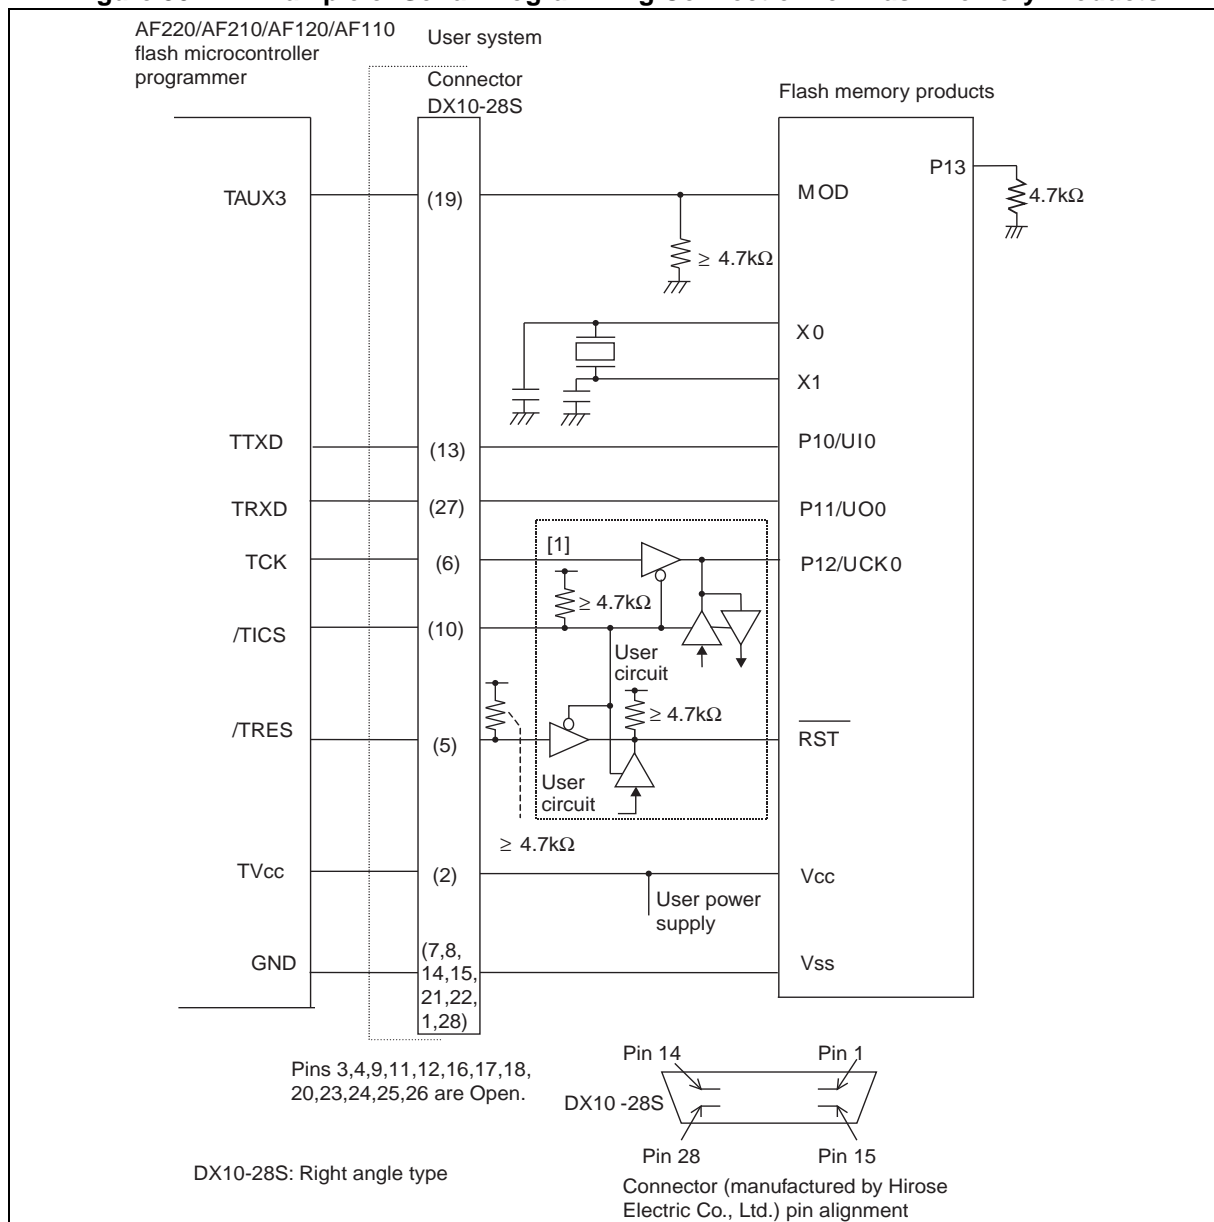 AF220/AF210/AF120/AF110
flash microcontroller
programmer
User system
Connector
DX10-28S
Flash memory products
TAUX3
(19)
MOD
P13
4.7kΩ
≥ 4.7kΩ
X0
X1
TTXD
(13)
P10/UI0
TRXD
(27)
P11/UO0
TCK
(6)
[1]
P12/UCK0
≥ 4.7kΩ
/TICS
(10)
User
circuit
≥ 4.7kΩ
/TRES
(5)
RST
User
circuit
≥ 4.7kΩ
TVcc
(2)
Vcc
User power
supply
GND
(7,8,
14,15,
21,22,
1,28)
Vss
Pins 3,4,9,11,12,16,17,18,
20,23,24,25,26 are Open.
Pin 14
Pin 1
DX10 -28S
Pin 28
Pin 15
DX10-28S: Right angle type
Connector (manufactured by Hirose
Electric Co., Ltd.) pin alignment